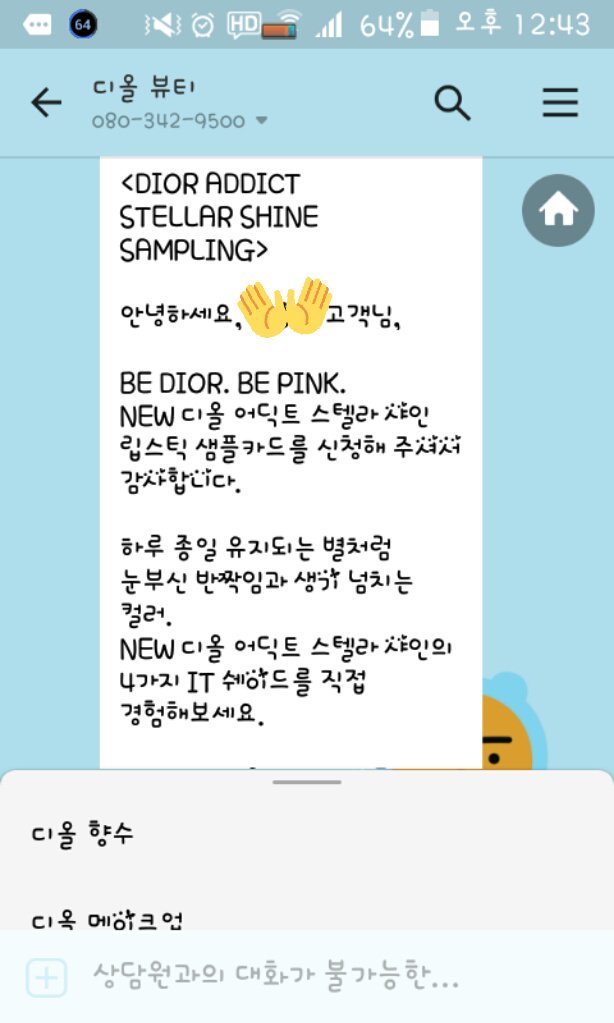 64
HD
64% 오후 12:43
디올 뷰티
080-342-9500
<DIOR ADDICT
STELLAR SHINE
SAMPLING>
안녕하세요, 고객님,
BE DIOR. BE PINK.
NEW 디올 어딕트 스텔라 샤인
립스틱 샘플카드를 신청해 주셔서
감사합니다.
하루 종일 유지되는 별처럼
눈부신 반짝임과 생기 넘치는
컬러.
NEW 디올 어딕트 스텔라 샤인의
4가지 IT 쉐이드를 직접
경험해보세요.
디올 향수
디올 메이크업
상담원과의 대화가 불가능한...